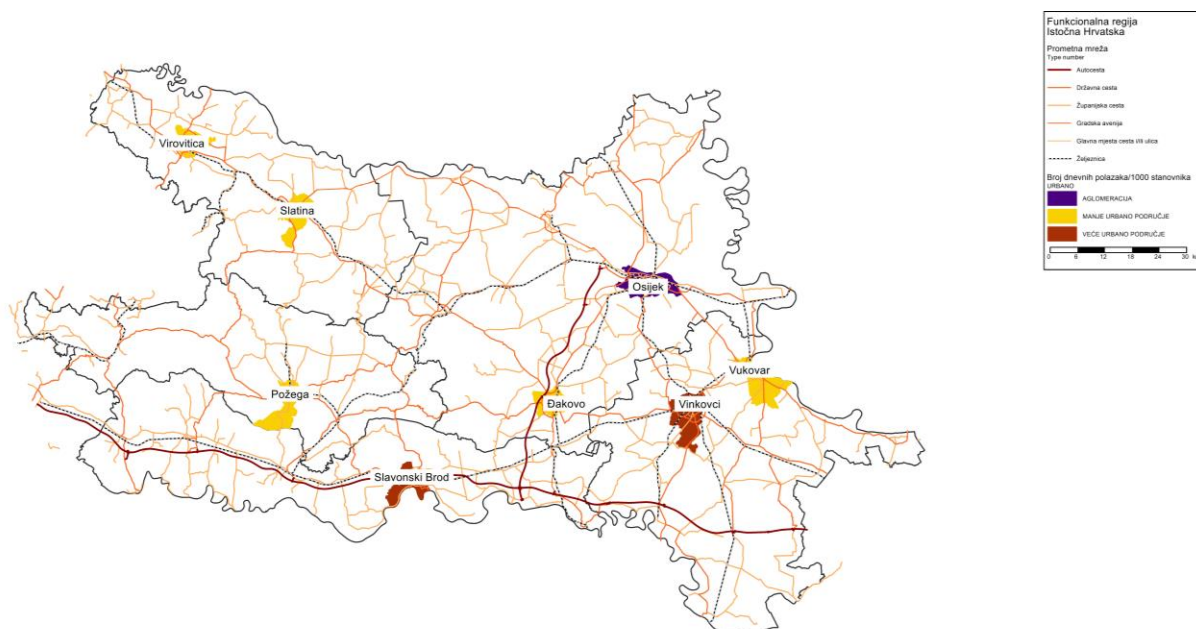 Virovitica
Slatina
Osijek
Vukovar
Požega
Đakovo
Vinkovci
Slavonski Brod
Funkcionalna regija
Istočna Hrvatska
Prometna mreža
Type number
Autocesta
Državna cesta
Županijska cesta
Gradska avenija
Glavna mjesta cesta i/ili ulica
Željeznica
Broj dnevnih polazaka/1000 stanovnika
URBANO
AGLOMERACIJA
MANJE URBANO PODRUČJE
VEĆE URBANO PODRUČJE
0 6 12 18 24 30 k